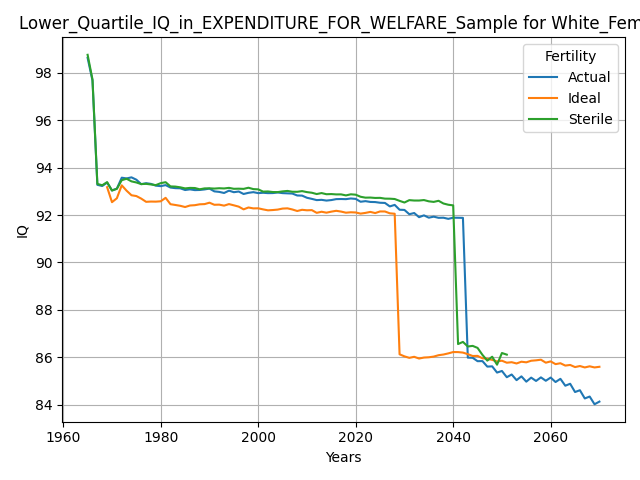 Lower_Quartile_IQ_in_EXPENDITURE_FOR_WELFARE_Sample for White_Fem
Fertility
Actual
Ideal
Sterile
IQ
98
96
94
92
90
88
86
84
1960 1980 2000 2020 2040 2060
Years